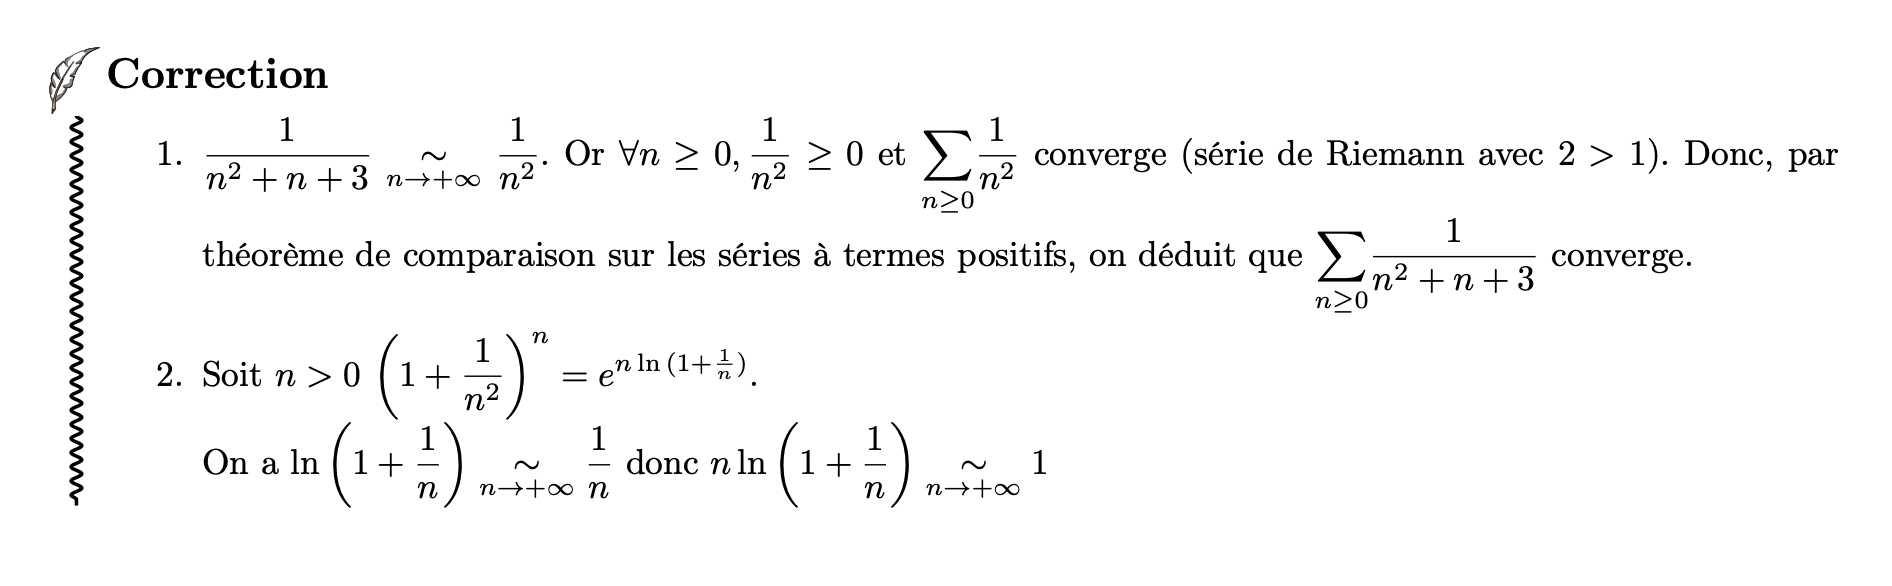 Correction
1. $\frac{1}{n^2+n+3} \underset{n\to+\infty}{\sim} \frac{1}{n^2}$. Or $\forall n \geq 0, \frac{1}{n^2} \geq 0$ et $\sum_{n\geq 0} \frac{1}{n^2}$ converge (série de Riemann avec $2 > 1$). Donc, par
théorème de comparaison sur les séries à termes positifs, on déduit que $\sum_{n\geq 0} \frac{1}{n^2+n+3}$ converge.
2. Soit $n > 0$ $\left(1+\frac{1}{n^2}\right)^n = e^{n\ln(1+\frac{1}{n})}$.
On a $\ln\left(1+\frac{1}{n}\right) \underset{n\to+\infty}{\sim} \frac{1}{n}$ donc $n\ln\left(1+\frac{1}{n}\right) \underset{n\to+\infty}{\sim} 1$